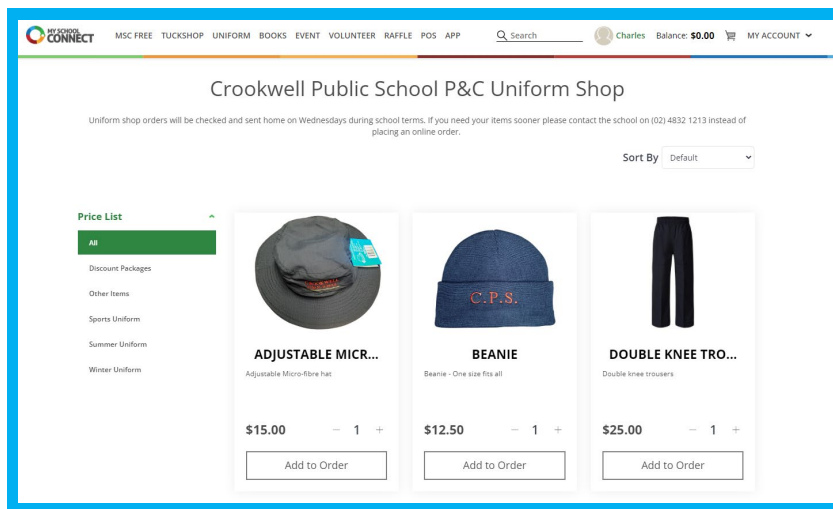 MY SCHOOL
CONNECT
MSC FREE TUCKSHOP UNIFORM BOOKS EVENT VOLUNTEER RAFFLE POS APP Search Charles Balance: $0.00 MY ACCOUNT
Crookwell Public School P&C Uniform Shop
Uniform shop orders will be checked and sent home on Wednesdays during school terms. If you need your items sooner please contact the school on (02) 4832 1213 instead of
placing an online order.
Sort By Default
Price List
All
Discount Packages
Other Items
Sports Uniform
Summer Uniform
Winter Uniform
C.P.S.
ADJUSTABLE MICR... BEANIE DOUBLE KNEE TRO...
Adjustable Micro-fibre hat Beanie - One size fits all Double knee trousers
$15.00 − 1 + $12.50 − 1 + $25.00 − 1 +
Add to Order Add to Order Add to Order